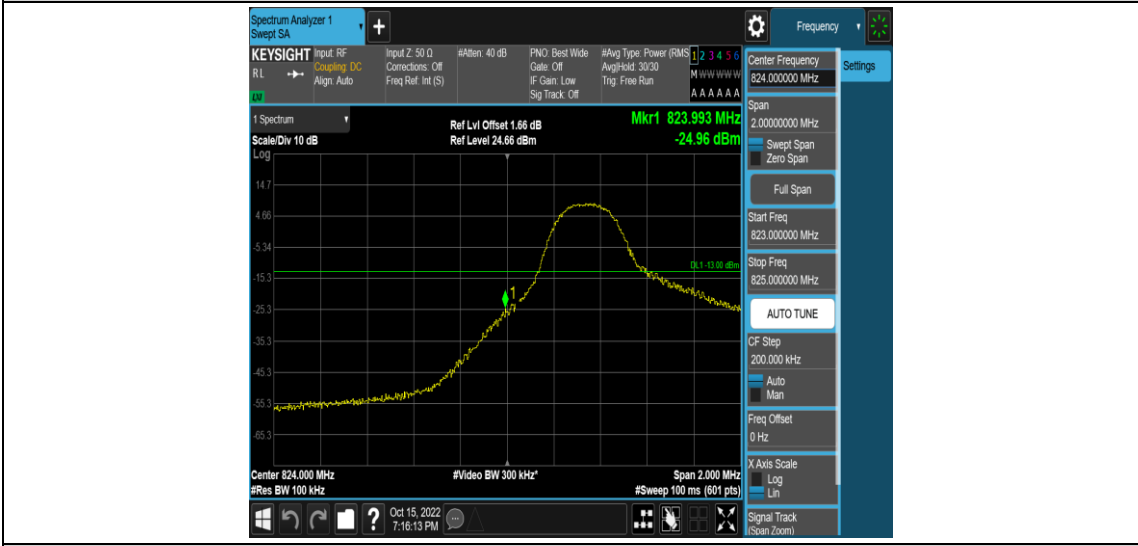 Spectrum Analyzer 1
Swept SA
+
Frequency
KEYSIGHT
RL
Input: RF
Coupling: DC
Align: Auto
Input Z: 50 Ω
Corrections: Off
Freq Ref: Int (S)
#Atten: 40 dB
PNO: Best Wide
Gate: Off
IF Gain: Low
Sig Track: Off
#Avg Type: Power (RMS
Avg|Hold: 30/30
Trig: Free Run
1 2 3 4 5 6
M W W W W W
A A A A A A
1 Spectrum
Scale/Div 10 dB
Log
Ref Lvl Offset 1.66 dB
Ref Level 24.66 dBm
Mkr1 823.993 MHz
-24.96 dBm
14.7
4.66
-5.34
-15.3
-25.3
-35.3
-45.3
-55.3
-65.3
DL1 -13.00 dBm
1
Center 824.000 MHz
#Res BW 100 kHz
#Video BW 300 kHz*
Span 2.000 MHz
#Sweep 100 ms (601 pts)
Center Frequency
824.000000 MHz
Settings
Span
2.00000000 MHz
Swept Span
Zero Span
Full Span
Start Freq
823.000000 MHz
Stop Freq
825.000000 MHz
AUTO TUNE
CF Step
200.000 kHz
Auto
Man
Freq Offset
0 Hz
X Axis Scale
Log
Lin
Signal Track
(Span Zoom)
?
Oct 15, 2022
7:16:13 PM